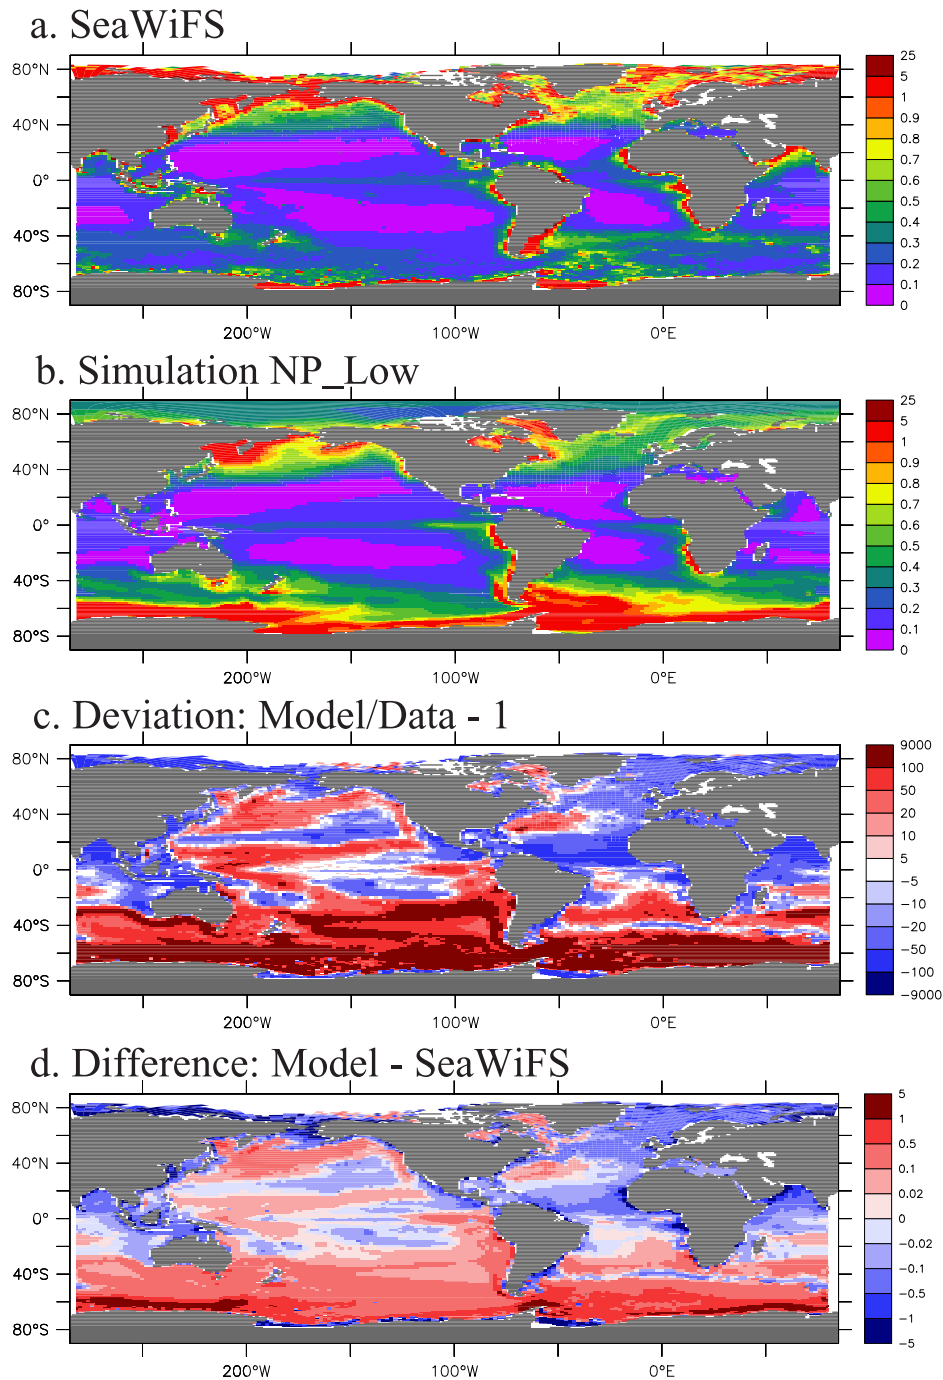 a. SeaWiFS
80°N
40°N
0°
40°S
80°S
200°W 100°W 0°E
25
5
1
0.9
0.8
0.7
0.6
0.5
0.4
0.3
0.2
0.1
0
b. Simulation NP_Low
80°N
40°N
0°
40°S
80°S
200°W 100°W 0°E
25
5
1
0.9
0.8
0.7
0.6
0.5
0.4
0.3
0.2
0.1
0
c. Deviation: Model/Data - 1
80°N
40°N
0°
40°S
80°S
200°W 100°W 0°E
9000
100
50
20
10
5
−5
−10
−20
−50
−100
−9000
d. Difference: Model - SeaWiFS
80°N
40°N
0°
40°S
80°S
200°W 100°W 0°E
5
1
0.5
0.1
0.02
0
−0.02
−0.1
−0.5
−1
−5